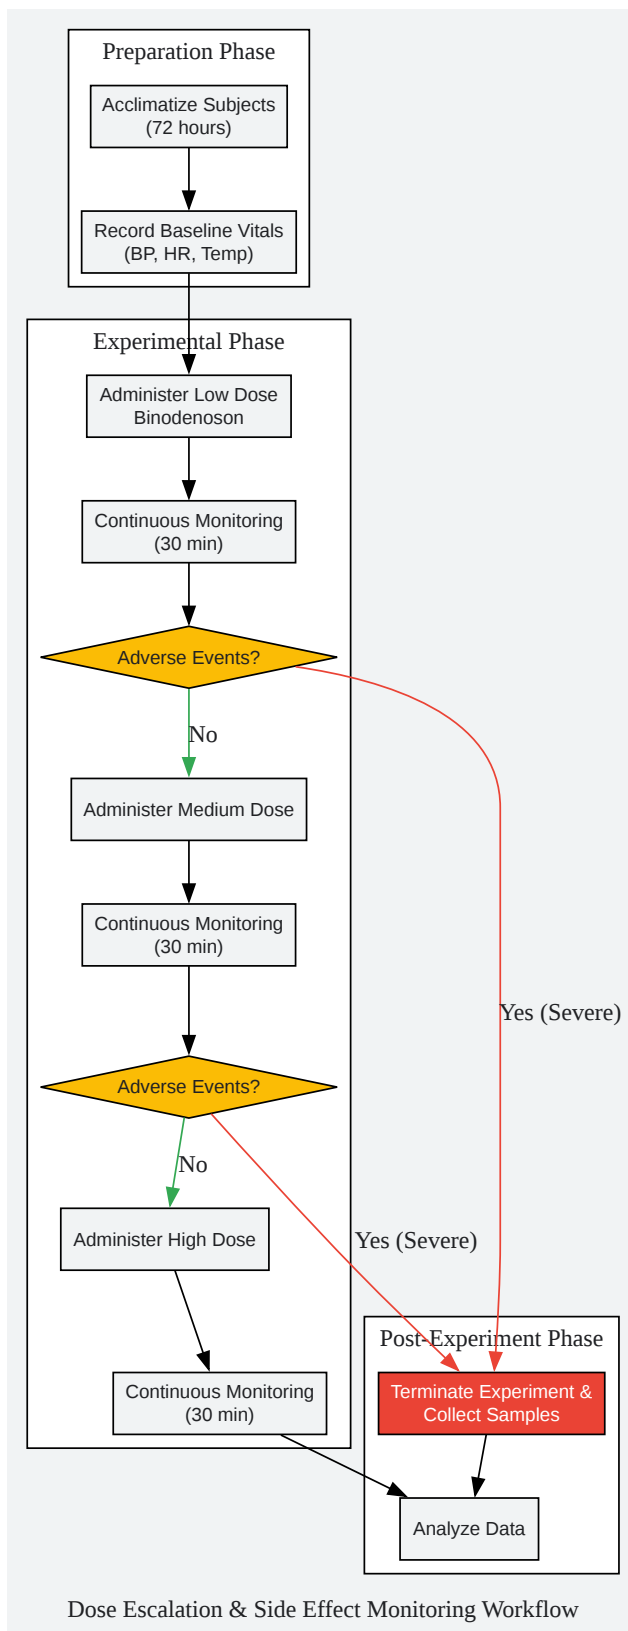 Preparation Phase
Acclimatize Subjects
(72 hours)
Record Baseline Vitals
(BP, HR, Temp)
Experimental Phase
Administer Low Dose
Binodenoson
Continuous Monitoring
(30 min)
Adverse Events?
No
Administer Medium Dose
Continuous Monitoring
(30 min)
Yes (Severe)
Adverse Events?
No
Administer High Dose
Yes (Severe)
Post-Experiment Phase
Continuous Monitoring
(30 min)
Terminate Experiment &
Collect Samples
Analyze Data
Dose Escalation & Side Effect Monitoring Workflow